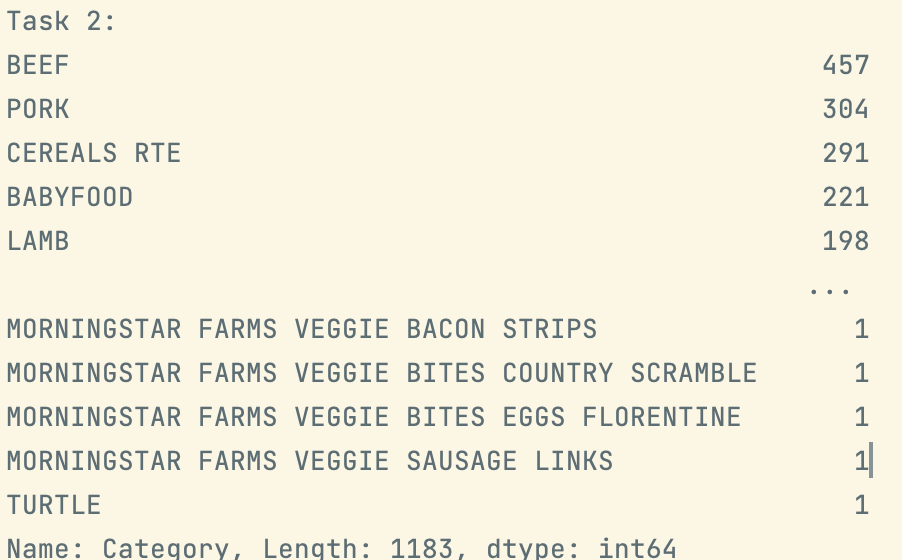 Task 2:
BEEF 457
PORK 304
CEREALS RTE 291
BABYFOOD 221
LAMB 198
...
MORNINGSTAR FARMS VEGGIE BACON STRIPS 1
MORNINGSTAR FARMS VEGGIE BITES COUNTRY SCRAMBLE 1
MORNINGSTAR FARMS VEGGIE BITES EGGS FLORENTINE 1
MORNINGSTAR FARMS VEGGIE SAUSAGE LINKS 1
TURTLE 1
Name: Category, Length: 1183, dtype: int64